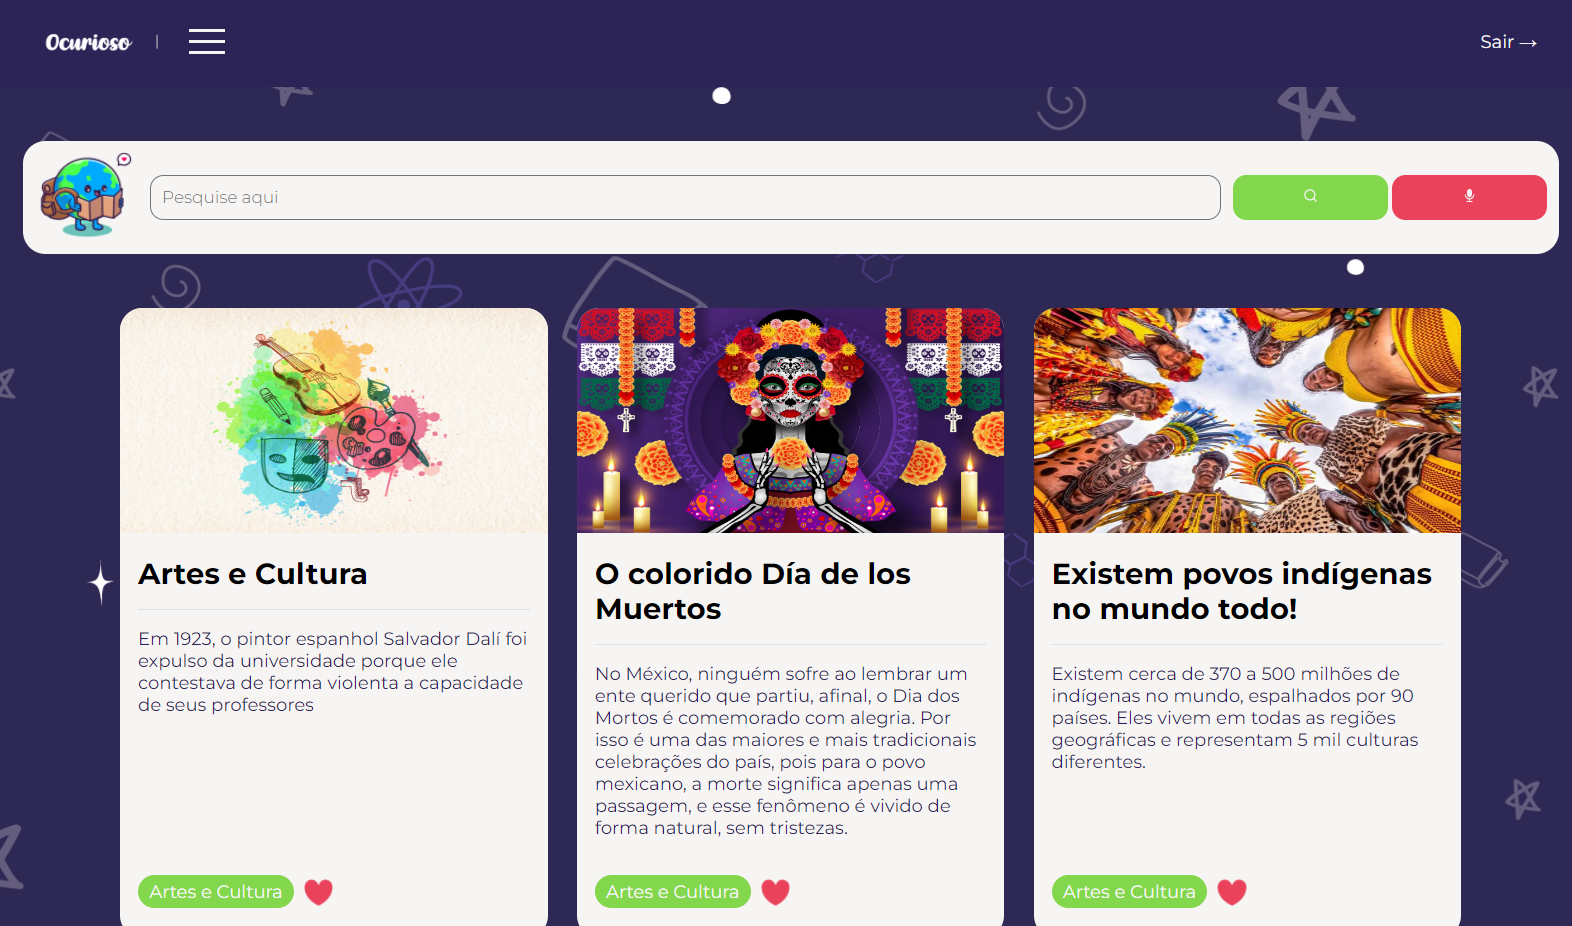 Ocurioso
|
Sair →
Pesquise aqui
Artes e Cultura
Em 1923, o pintor espanhol Salvador Dalí foi
expulso da universidade porque ele
contestava de forma violenta a capacidade
de seus professores
Artes e Cultura
O colorido Día de los
Muertos
No México, ninguém sofre ao lembrar um
ente querido que partiu, afinal, o Dia dos
Mortos é comemorado com alegria. Por
isso é uma das maiores e mais tradicionais
celebrações do país, pois para o povo
mexicano, a morte significa apenas uma
passagem, e esse fenômeno é vivido de
forma natural, sem tristezas.
Artes e Cultura
Existem povos indígenas
no mundo todo!
Existem cerca de 370 a 500 milhões de
indígenas no mundo, espalhados por 90
países. Eles vivem em todas as regiões
geográficas e representam 5 mil culturas
diferentes.
Artes e Cultura